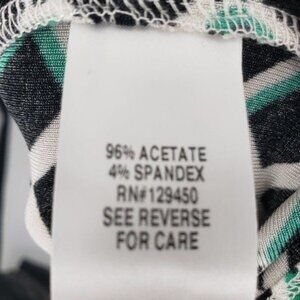 96% ACETATE
4% SPANDEX
RN#129450
SEE REVERSE
FOR CARE